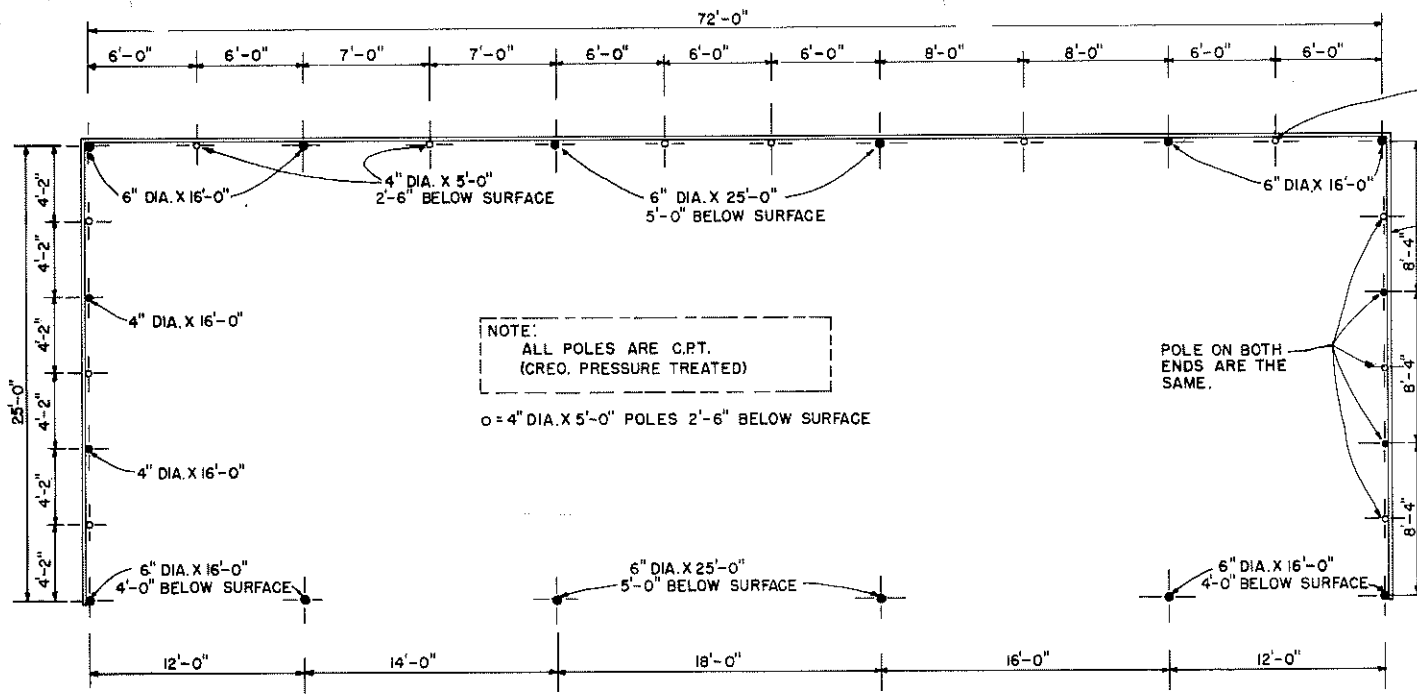 72'-0"
6'-0" 6'-0" 7'-0" 7'-0" 6'-0" 6'-0" 6'-0" 8'-0" 8'-0" 6'-0" 6'-0"
6" DIA. X 16'-0"
4" DIA. X 5'-0"
2'-6" BELOW SURFACE
6" DIA. X 25'-0"
5'-0" BELOW SURFACE
6" DIA. X 16'-0"
25'-0"
4'-2"
4'-2"
4'-2"
4'-2"
4'-2"
4'-2"
8'-4"
8'-4"
8'-4"
4" DIA. X 16'-0"
NOTE:
ALL POLES ARE C.P.T.
(CREO. PRESSURE TREATED)
POLE ON BOTH
ENDS ARE THE
SAME.
o = 4" DIA. X 5'-0" POLES 2'-6" BELOW SURFACE
4" DIA. X 16'-0"
6" DIA. X 16'-0"
4'-0" BELOW SURFACE
6" DIA. X 25'-0"
5'-0" BELOW SURFACE
6" DIA. X 16'-0"
4'-0" BELOW SURFACE
12'-0" 14'-0" 18'-0" 16'-0" 12'-0"